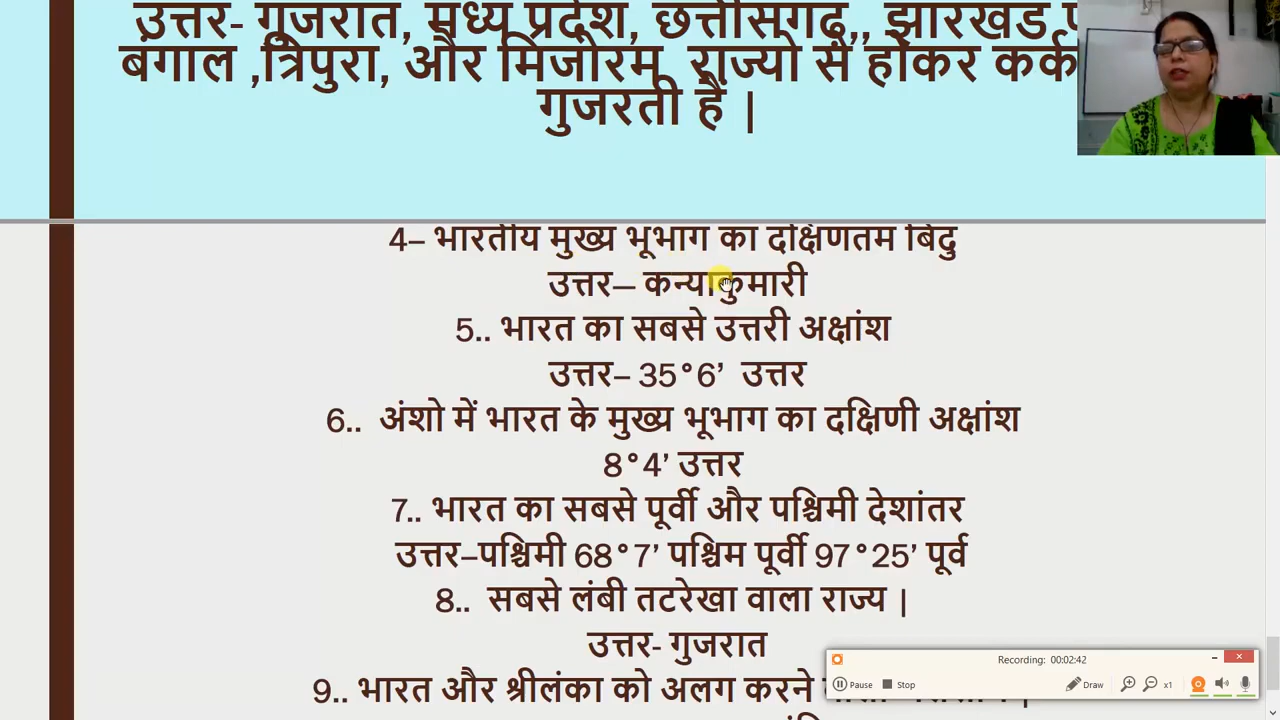 उत्तर- गुजरात, मध्य प्रदेश, छत्तीसगढ़,, झारखंड
बंगाल ,त्रिपुरा, और मिजोरम राज्यो से होकर कर्क
गुजरती हैं |
4– भारतीय मुख्य भूभाग का दक्षिणतम बिंदु
उत्तर— कन्याकुमारी
5.. भारत का सबसे उत्तरी अक्षांश
उत्तर– 35°6’ उत्तर
6.. अंशो में भारत के मुख्य भूभाग का दक्षिणी अक्षांश
8°4’ उत्तर
7.. भारत का सबसे पूर्वी और पश्चिमी देशांतर
उत्तर–पश्चिमी 68°7’ पश्चिम पूर्वी 97°25’ पूर्व
8.. सबसे लंबी तटरेखा वाला राज्य |
उत्तर- गुजरात
9.. भारत और श्रीलंका को अलग करने
Recording: 00:02:42
Pause Stop Draw x1